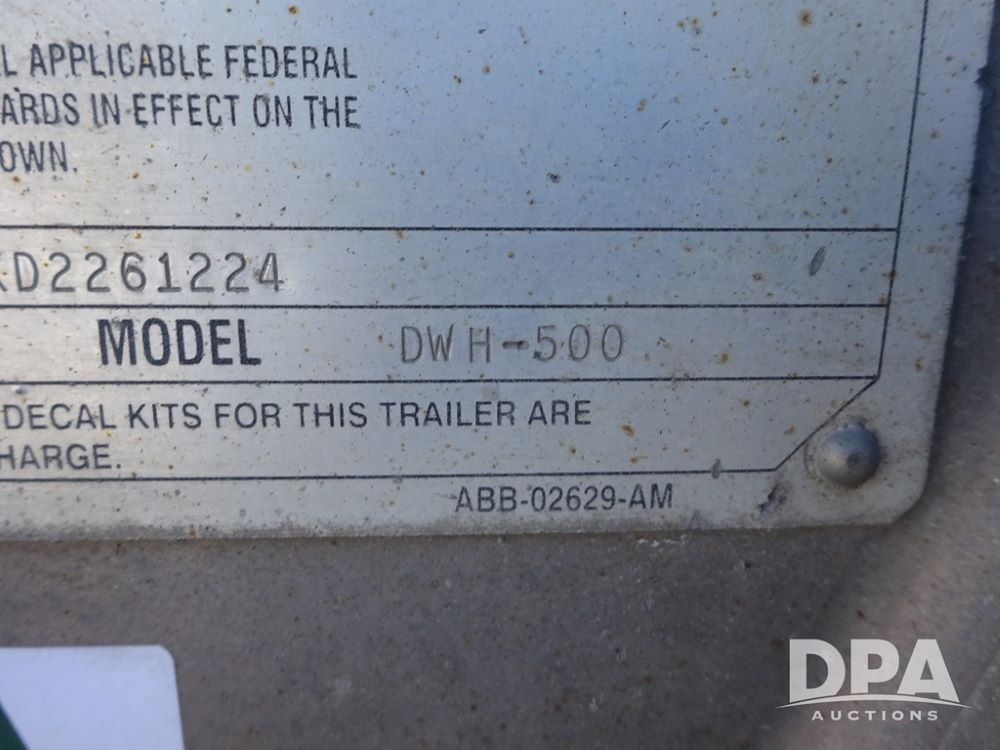 L APPLICABLE FEDERAL
ARDS IN EFFECT ON THE
OWN.
D2261224
MODEL DWH-500
DECAL KITS FOR THIS TRAILER ARE
HARGE.
ABB-02629-AM
DPA
AUCTIONS